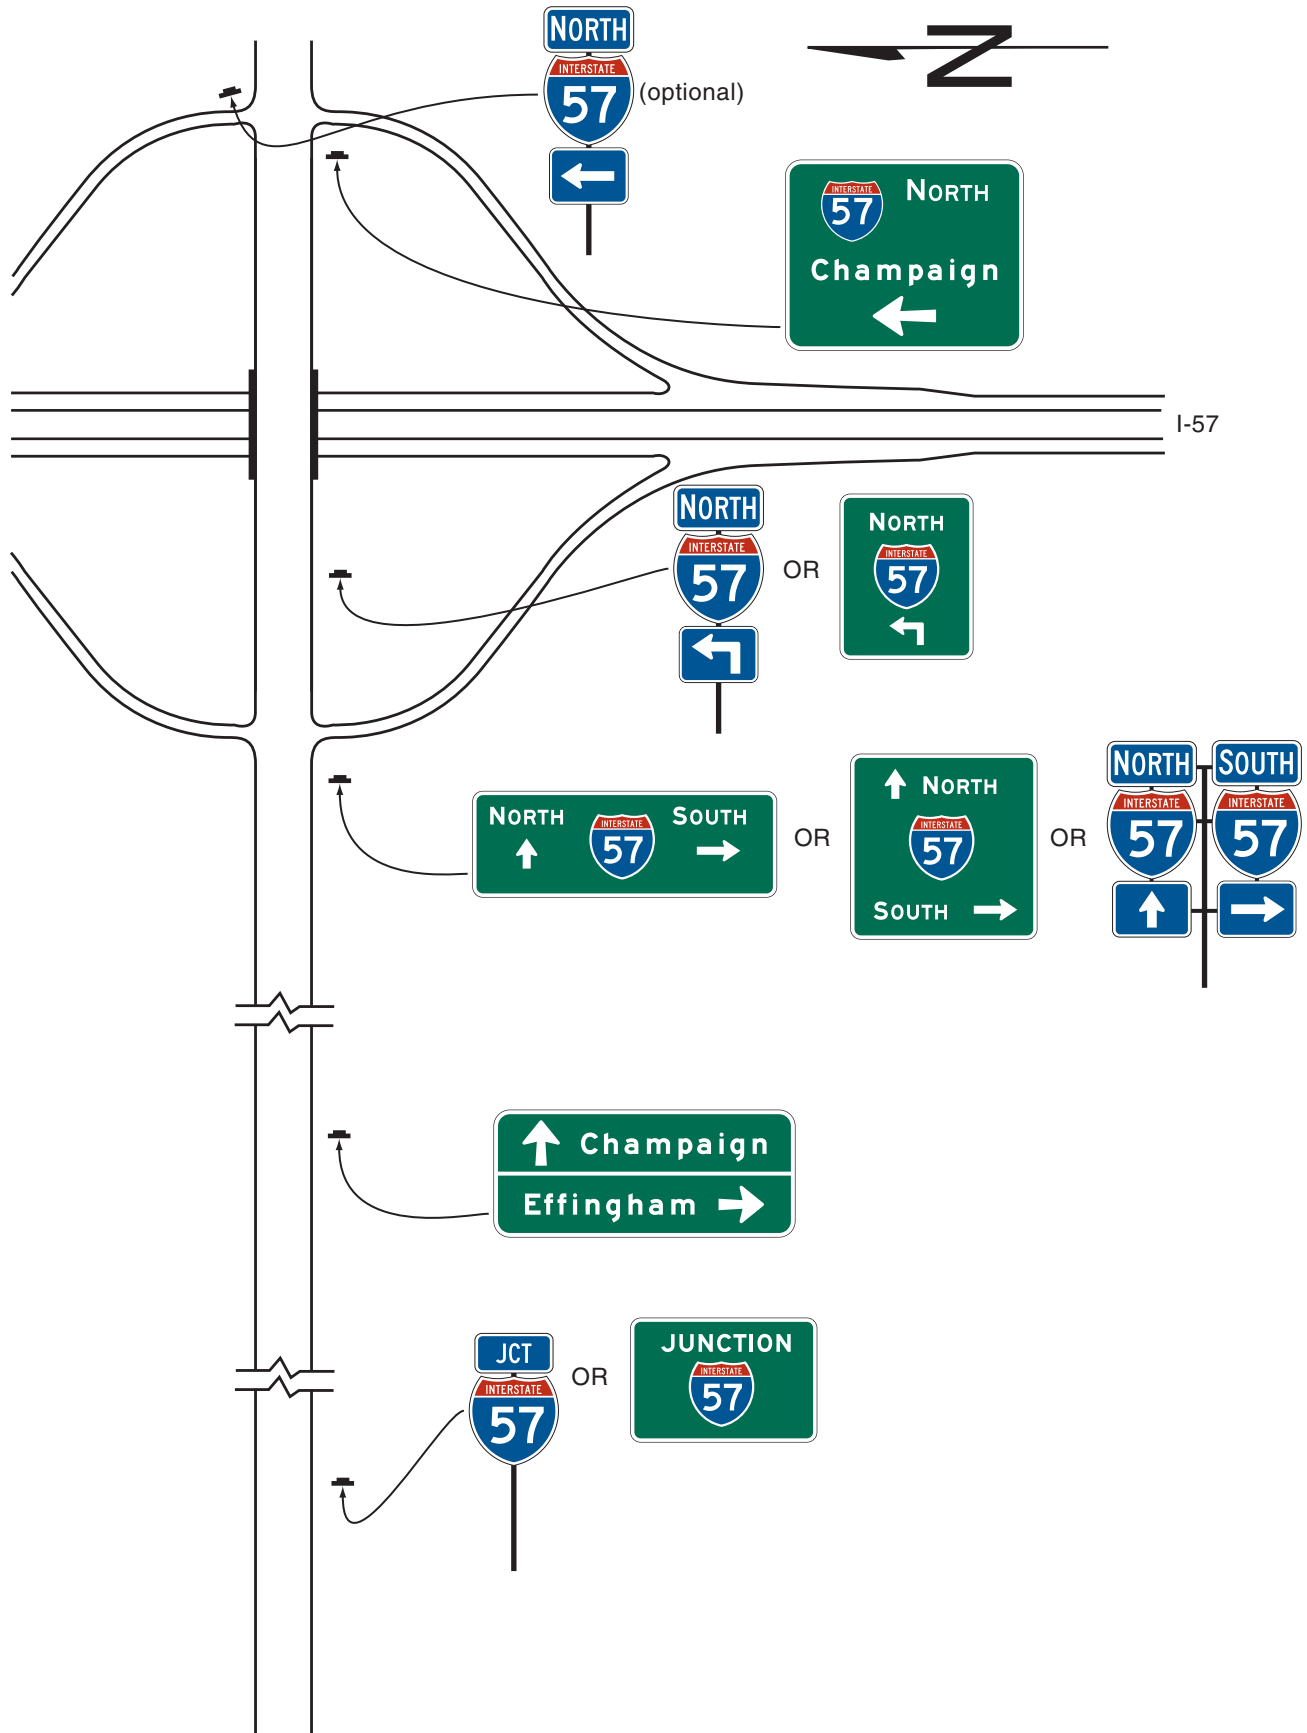 NORTH
INTERSTATE
57
(optional)
N
INTERSTATE
57
NORTH
Champaign
I-57
NORTH
INTERSTATE
57
OR
NORTH
INTERSTATE
57
NORTH
INTERSTATE
57
SOUTH
OR
NORTH
INTERSTATE
57
SOUTH
OR
NORTH
INTERSTATE
57
SOUTH
INTERSTATE
57
Champaign
Effingham
JCT
INTERSTATE
57
OR
JUNCTION
INTERSTATE
57